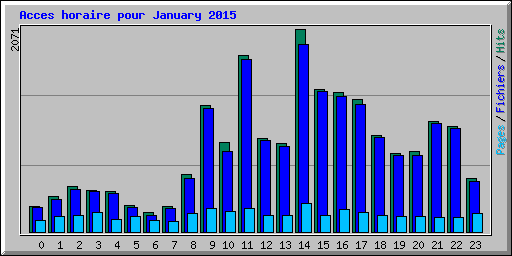 Acces horaire pour January 2015
2071
Pages / Fichiers / Hits
0 1 2 3 4 5 6 7 8 9 10 11 12 13 14 15 16 17 18 19 20 21 22 23